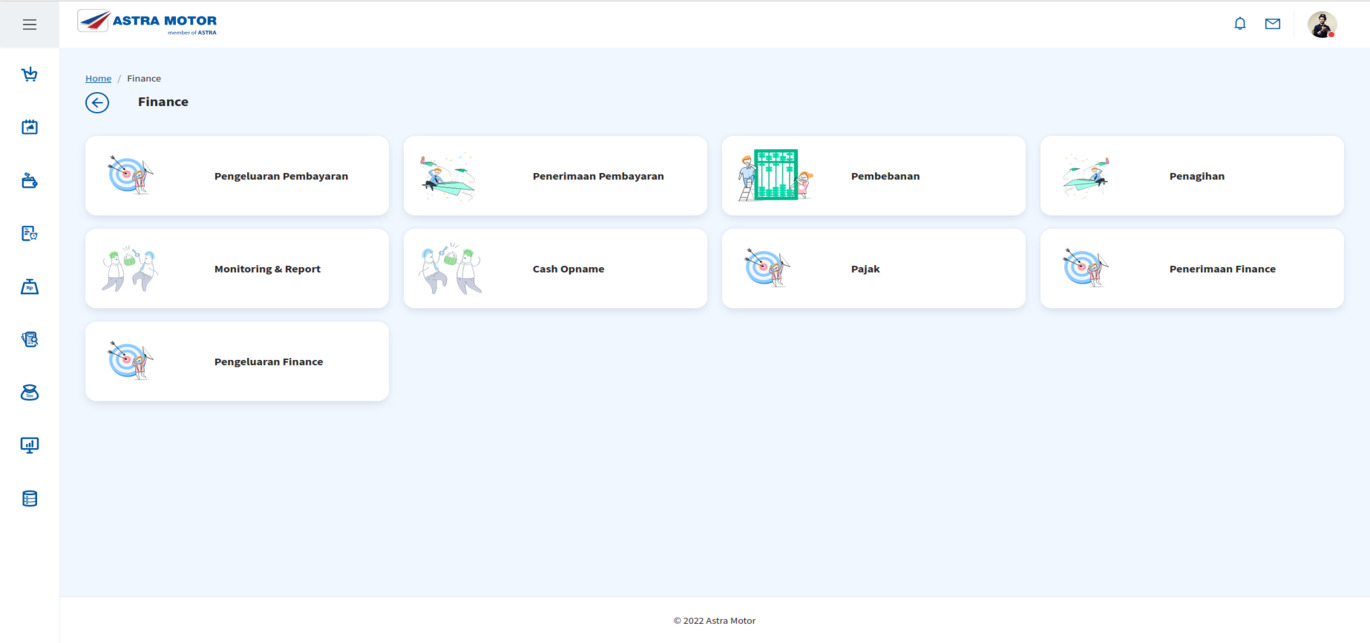 ASTRA MOTOR
member of ASTRA
Home / Finance
Finance
Pengeluaran Pembayaran
Penerimaan Pembayaran
Pembebanan
Penagihan
Monitoring & Report
Cash Opname
Pajak
Penerimaan Finance
Pengeluaran Finance
© 2022 Astra Motor